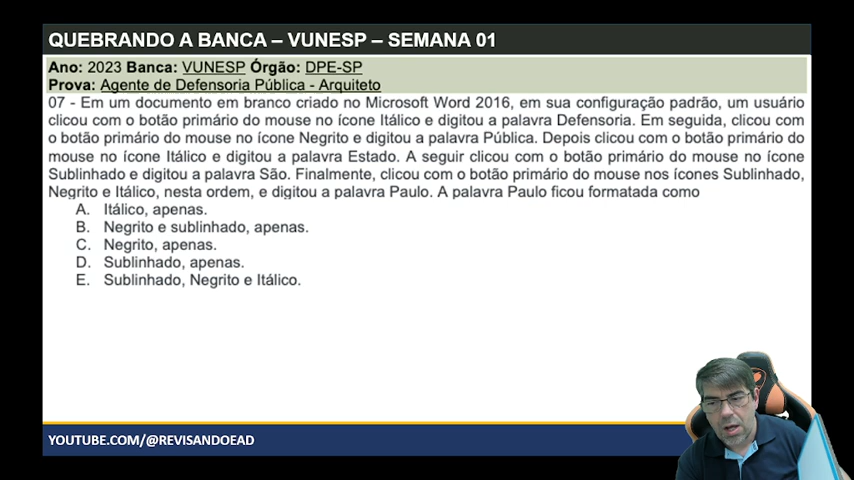 QUEBRANDO A BANCA – VUNESP – SEMANA 01
Ano: 2023 Banca: VUNESP Órgão: DPE-SP
Prova: Agente de Defensoria Pública - Arquiteto
07 - Em um documento em branco criado no Microsoft Word 2016, em sua configuração padrão, um usuário
clicou com o botão primário do mouse no ícone Itálico e digitou a palavra Defensoria. Em seguida, clicou com
o botão primário do mouse no ícone Negrito e digitou a palavra Pública. Depois clicou com o botão primário do
mouse no ícone Itálico e digitou a palavra Estado. A seguir clicou com o botão primário do mouse no ícone
Sublinhado e digitou a palavra São. Finalmente, clicou com o botão primário do mouse nos ícones Sublinhado,
Negrito e Itálico, nesta ordem, e digitou a palavra Paulo. A palavra Paulo ficou formatada como
A. Itálico, apenas.
B. Negrito e sublinhado, apenas.
C. Negrito, apenas.
D. Sublinhado, apenas.
E. Sublinhado, Negrito e Itálico.
YOUTUBE.COM/@REVISANDOEAD